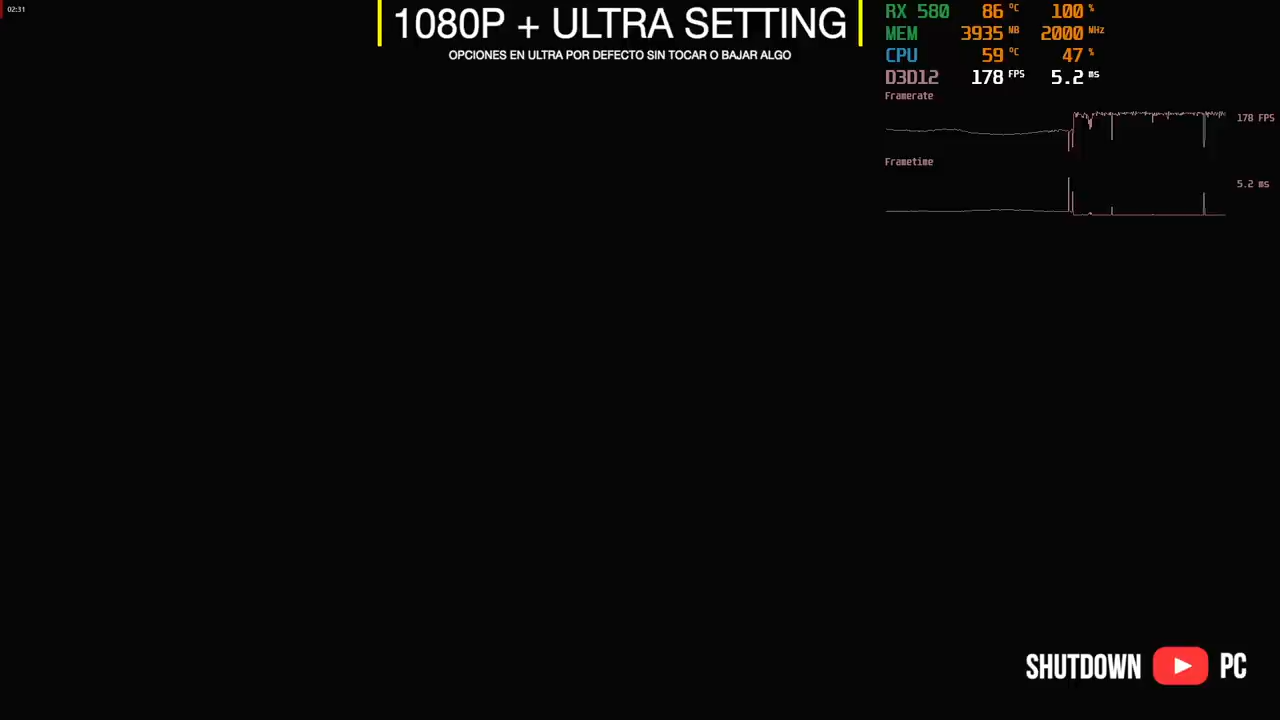 02:31
1080P + ULTRA SETTING
OPCIONES EN ULTRA POR DEFECTO SIN TOCAR O BAJAR ALGO
RX 580 86 °C 100 %
MEM 3935 MB 2000 MHz
CPU 59 °C 47 %
D3D12 178 FPS 5.2 ms
Framerate
178 FPS
Frametime
5.2 ms
SHUTDOWN PC